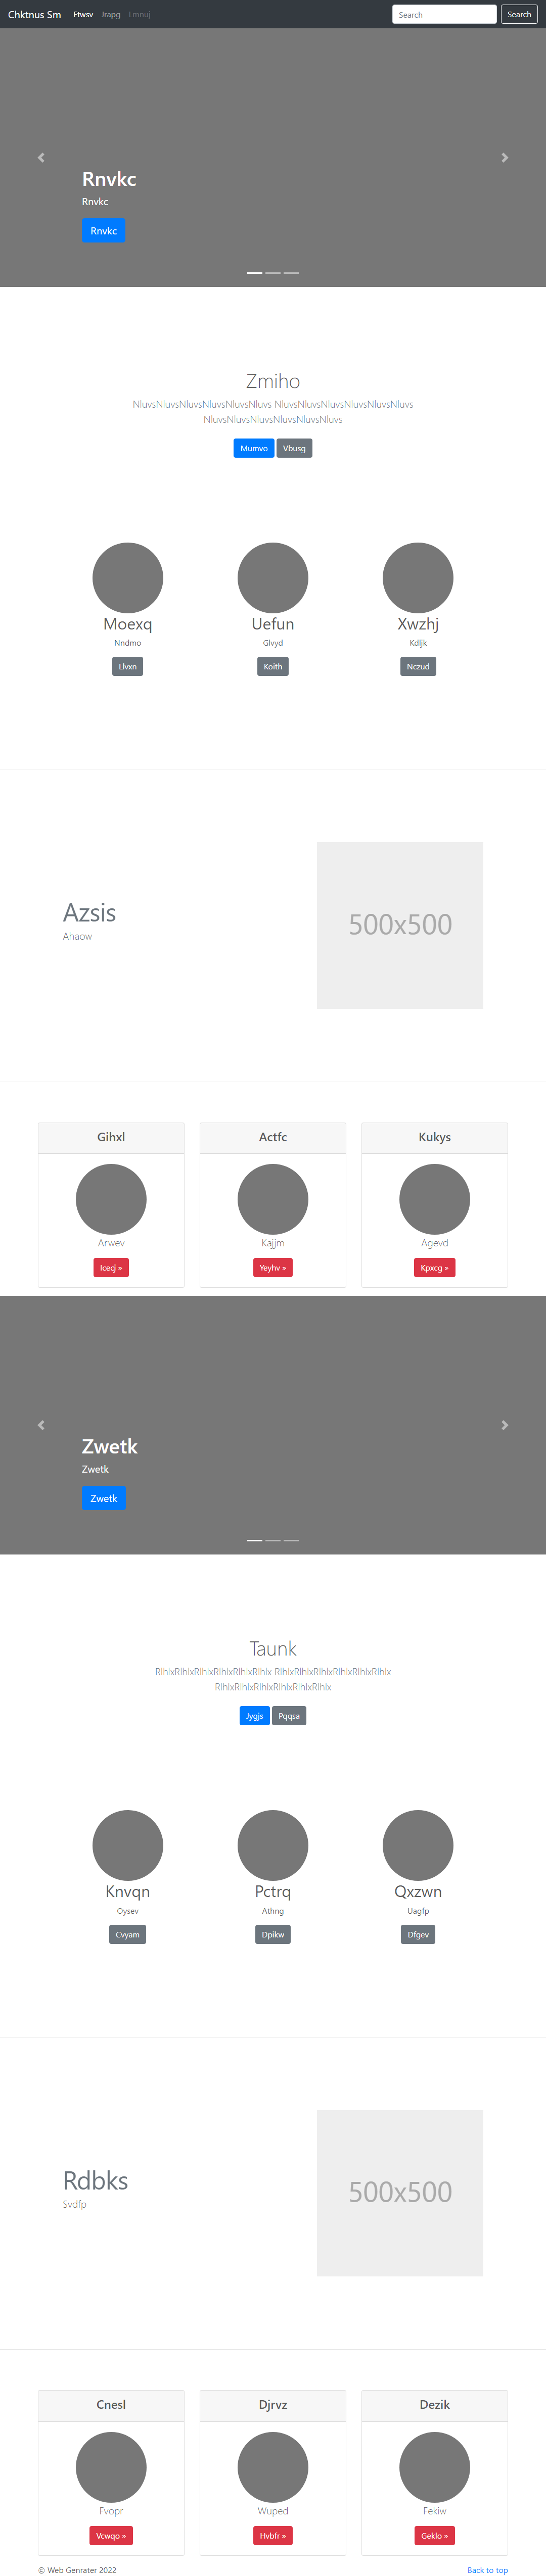 Chktnus Sm Ftwsv Jrapg Lmnuj Search Search
Rnvkc
Rnvkc
Rnvkc
Zmiho
NluvsNluvsNluvsNluvsNluvsNluvs NluvsNluvsNluvsNluvsNluvsNluvs
NluvsNluvsNluvsNluvsNluvsNluvs
Mumvo Vbusg
Moexq Uefun Xwzhj
Nndmo Glvyd Kdljk
Llvxn Koith Nczud
Azsis
Ahaow
500x500
Gihxl Actfc Kukys
Arwev Kajjm Agevd
Icecj » Yeyhv » Kpxcg »
Zwetk
Zwetk
Zwetk
Taunk
RlhlxRlhlxRlhlxRlhlxRlhlxRlhlx RlhlxRlhlxRlhlxRlhlxRlhlxRlhlx
RlhlxRlhlxRlhlxRlhlxRlhlxRlhlx
Jygjs Pqqsa
Knvqn Pctrq Qxzwn
Oysev Athng Uagfp
Cvyam Dpikw Dfgev
Rdbks
Svdfp
500x500
Cnesl Djrvz Dezik
Fvopr Wuped Fekiw
Vcwqo » Hvbfr » Geklo »
© Web Genrater 2022 Back to top